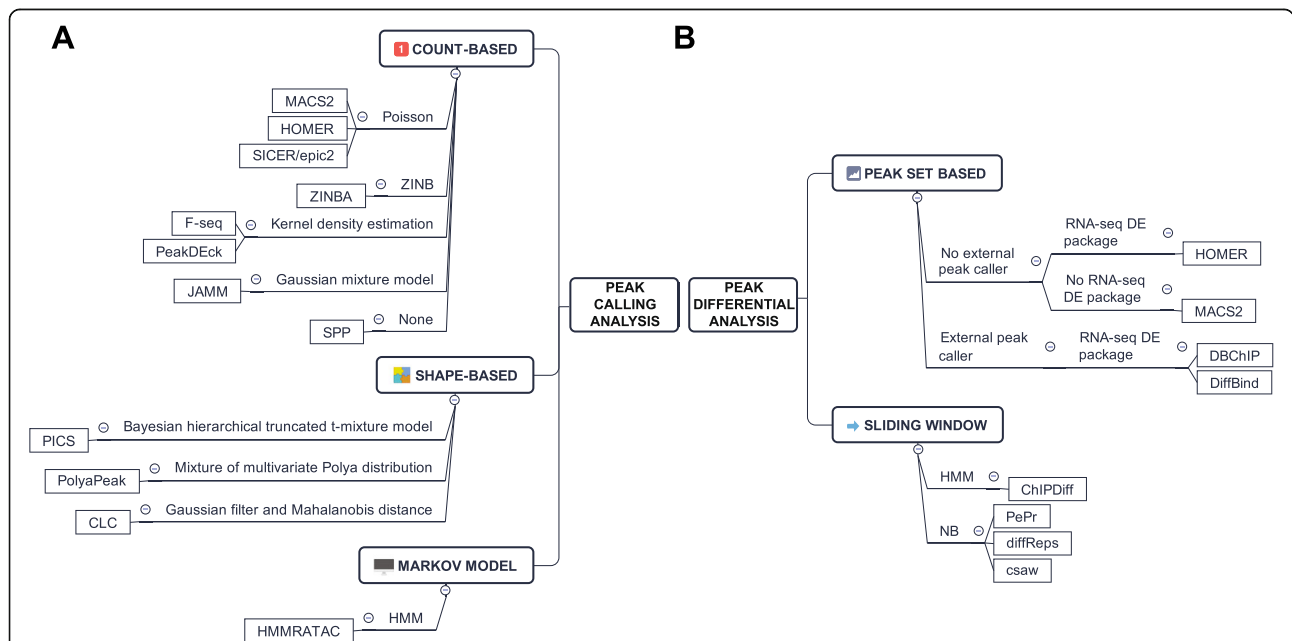 A
COUNT-BASED
MACS2
HOMER
SICER/epic2
Poisson
ZINBA
ZINB
F-seq
PeakDEck
Kernel density estimation
JAMM
Gaussian mixture model
SPP
None
PEAK
CALLING
ANALYSIS
SHAPE-BASED
PICS
Bayesian hierarchical truncated t-mixture model
PolyaPeak
Mixture of multivariate Polya distribution
CLC
Gaussian filter and Mahalanobis distance
MARKOV MODEL
HMMRATAC
HMM
B
PEAK
DIFFERENTIAL
ANALYSIS
PEAK SET BASED
No external
peak caller
RNA-seq DE
package
HOMER
No RNA-seq
DE package
MACS2
External peak
caller
RNA-seq DE
package
DBChIP
DiffBind
SLIDING WINDOW
HMM
ChIPDiff
NB
PePr
diffReps
csaw
1